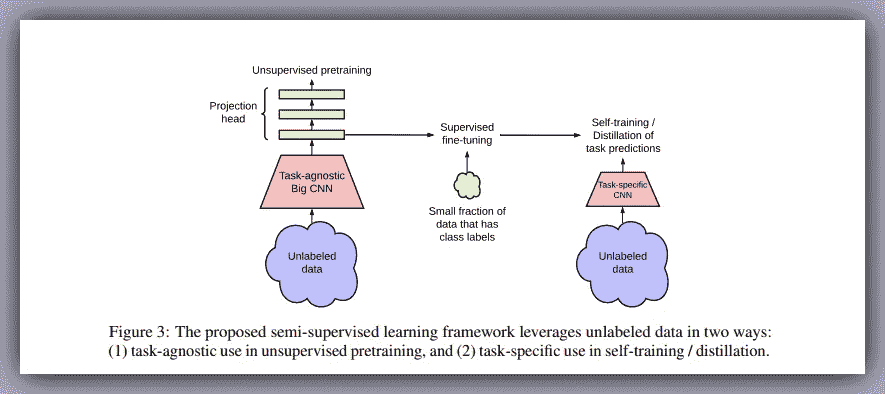 Unsupervised pretraining
Projection
head
Task-agnostic
Big CNN
Unlabeled
data
Supervised
fine-tuning
Small fraction of
data that has
class labels
Self-training /
Distillation of
task predictions
Task-specific
CNN
Unlabeled
data
Figure 3: The proposed semi-supervised learning framework leverages unlabeled data in two ways:
(1) task-agnostic use in unsupervised pretraining, and (2) task-specific use in self-training / distillation.